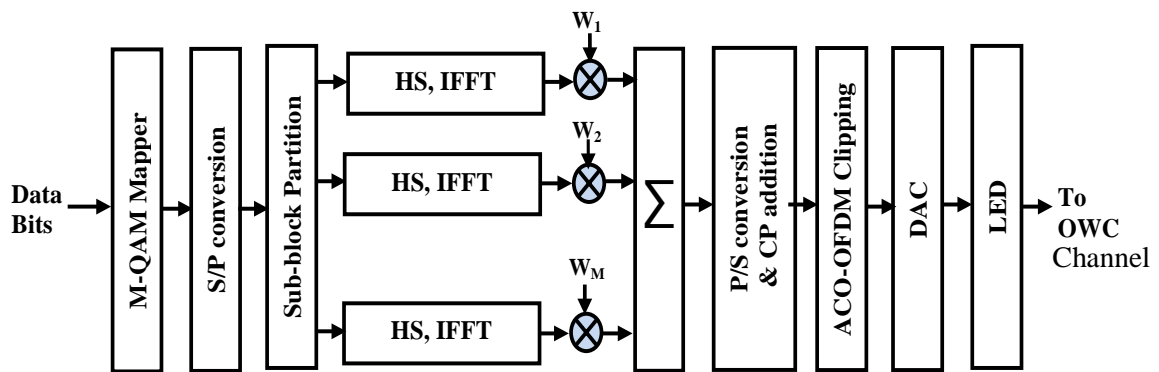 Data
Bits
M-QAM Mapper
S/P conversion
Sub-block Partition
HS, IFFT
W1
HS, IFFT
W2
HS, IFFT
WM
∑
P/S conversion
& CP addition
ACO-OFDM Clipping
DAC
LED
To
OWC
Channel